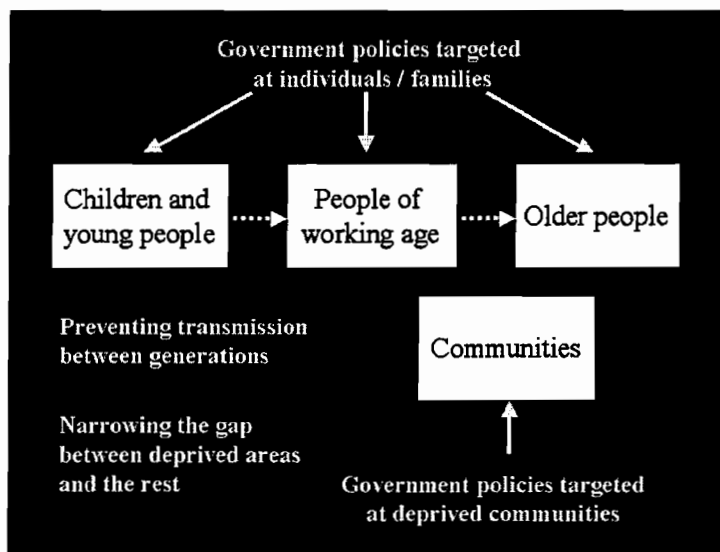 Government policies targeted
at individuals / families
Children and
young people
People of
working age
Older people
Preventing transmission
between generations
Communities
Narrowing the gap
between deprived areas
and the rest
Government policies targeted
at deprived communities